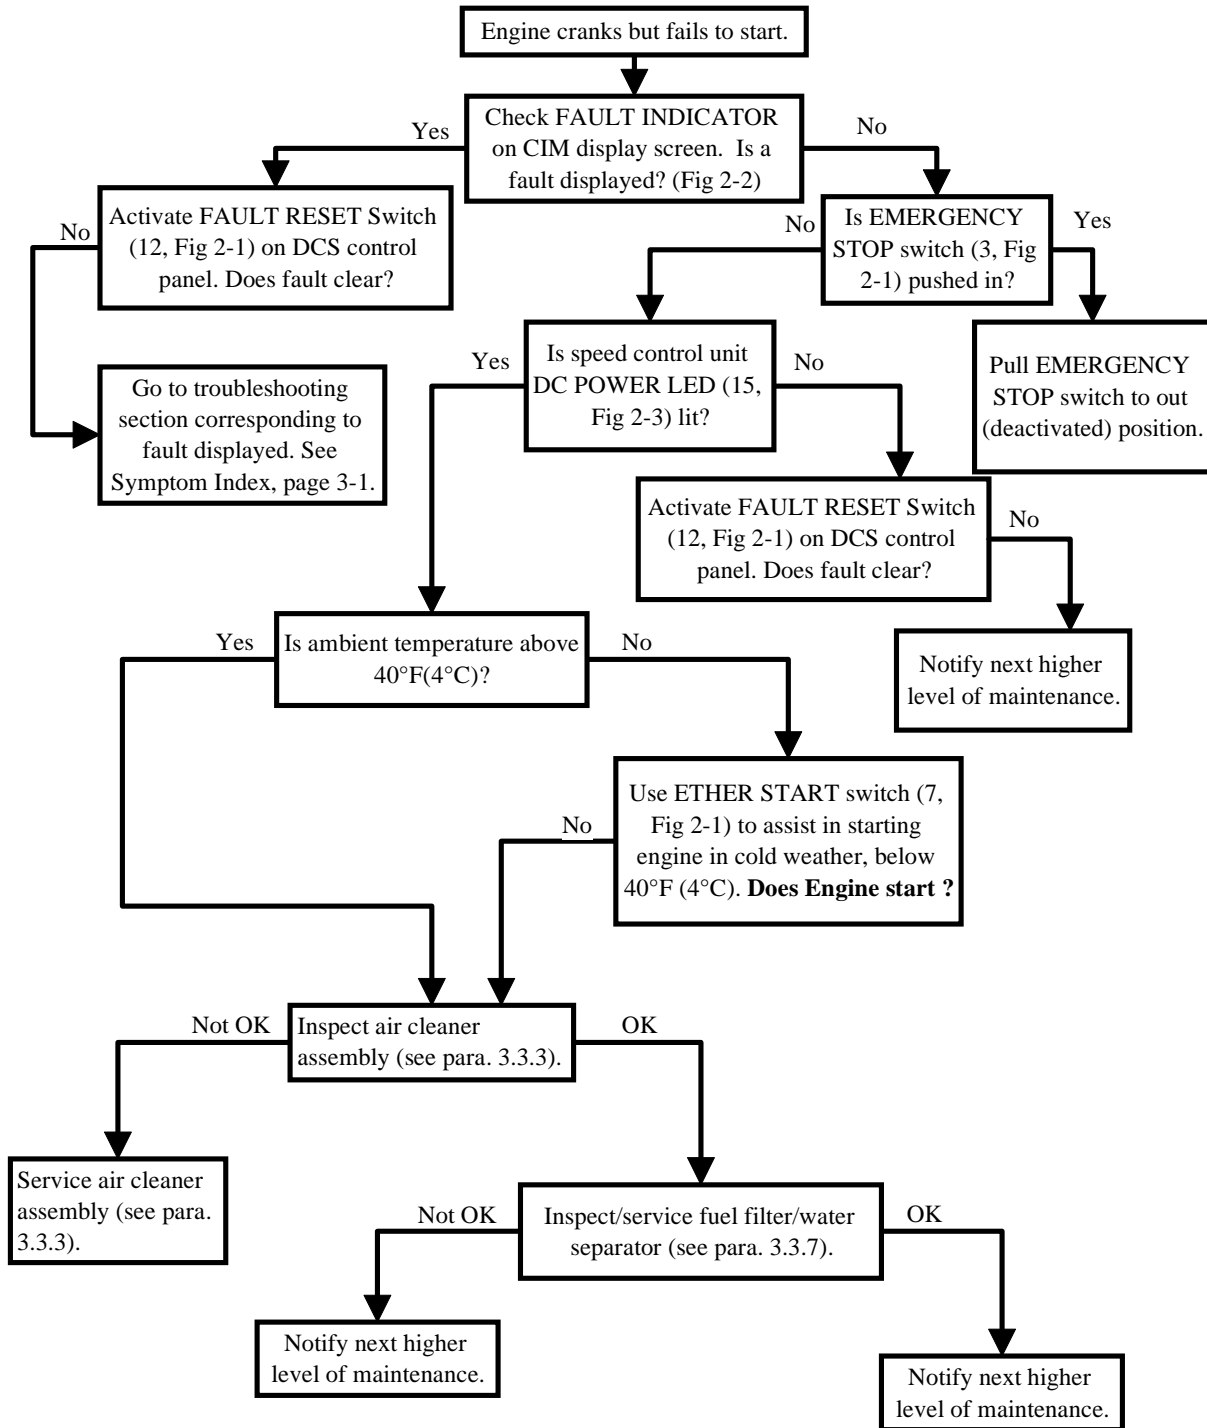 Engine cranks but fails to start.
Yes
Check FAULT INDICATOR
on CIM display screen.  Is a
fault displayed? (Fig 2-2)
No
No
Activate FAULT RESET Switch
(12, Fig 2-1) on DCS control
panel. Does fault clear?
No
Is EMERGENCY
STOP switch (3, Fig
2-1) pushed in?
Yes
Go to troubleshooting
section corresponding to
fault displayed. See
Symptom Index, page 3-1.
Yes
Is speed control unit
DC POWER LED (15,
Fig 2-3) lit?
No
Pull EMERGENCY
STOP switch to out
(deactivated) position.
Activate FAULT RESET Switch
(12, Fig 2-1) on DCS control
panel. Does fault clear?
No
Yes
Is ambient temperature above
40°F(4°C)?
No
Notify next higher
level of maintenance.
No
Use ETHER START switch (7,
Fig 2-1) to assist in starting
engine in cold weather, below
40°F (4°C). Does Engine start ?
Not OK
Inspect air cleaner
assembly (see para. 3.3.3).
OK
Service air cleaner
assembly (see para.
3.3.3).
Not OK
Inspect/service fuel filter/water
separator (see para. 3.3.7).
OK
Notify next higher
level of maintenance.
Notify next higher
level of maintenance.